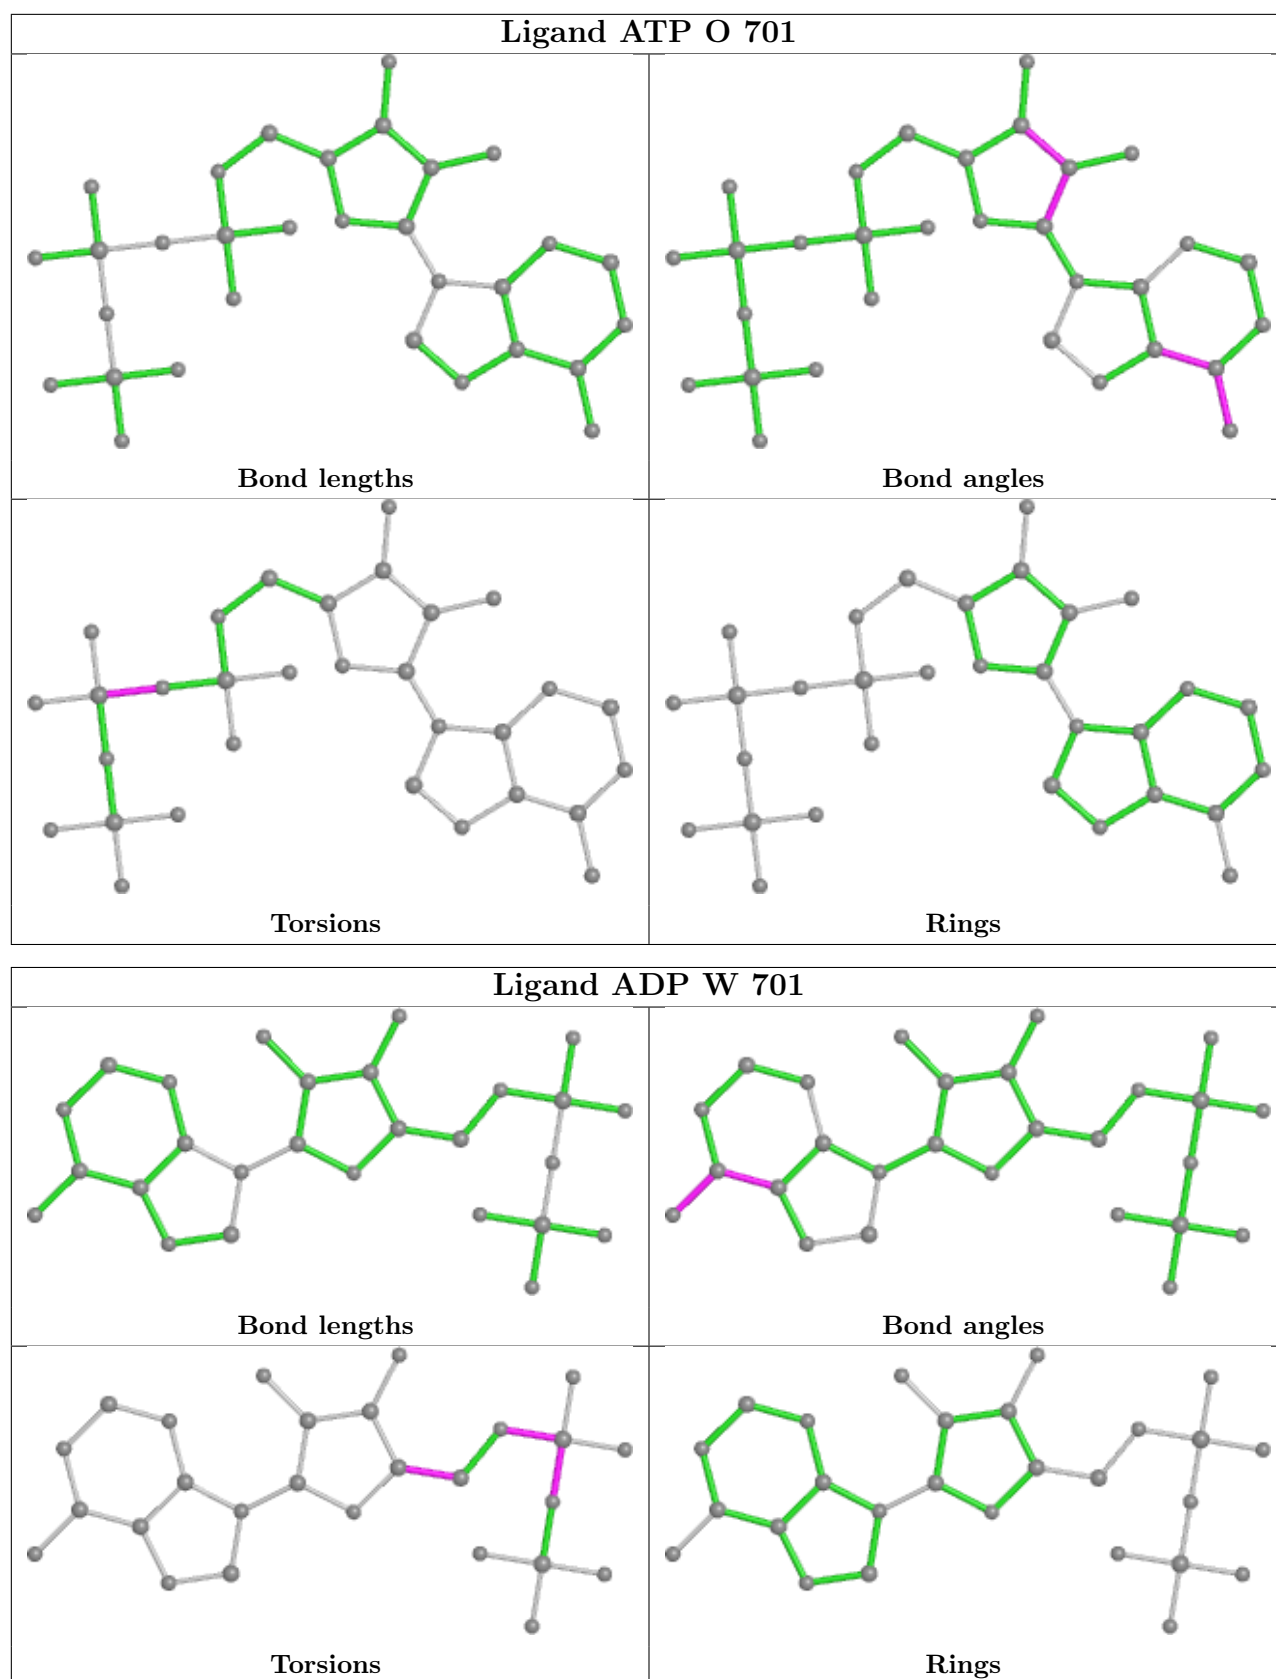 Ligand ATP O 701
Bond lengths
Bond angles
Torsions
Rings
Ligand ADP W 701
Bond lengths
Bond angles
Torsions
Rings